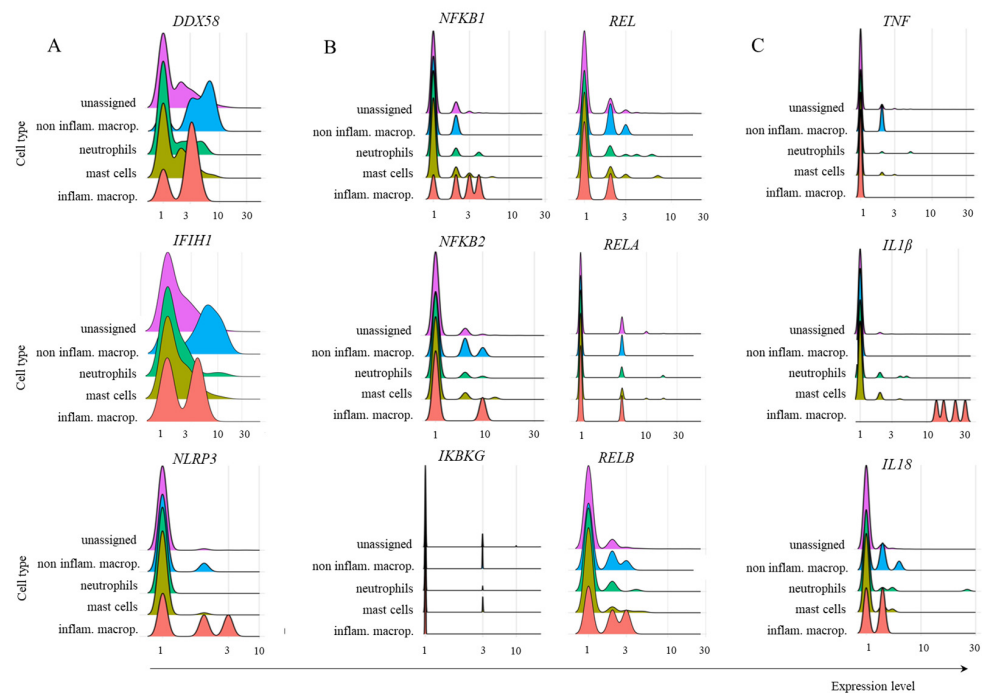 DDX58
NFKB1
REL
TNF
A
B
C
Cell type
unassigned
non inflam. macrop.
neutrophils
mast cells
inflam. macrop.
1 3 10 30
unassigned
non inflam. macrop.
neutrophils
mast cells
inflam. macrop.
1 3 10 30
1 3 10 30
unassigned
non inflam. macrop.
neutrophils
mast cells
inflam. macrop.
1 3 10 30
IFIH1
NFKB2
RELA
IL1β
Cell type
unassigned
non inflam. macrop.
neutrophils
mast cells
inflam. macrop.
1 3 10 30
unassigned
non inflam. macrop.
neutrophils
mast cells
inflam. macrop.
1 10 30
1 10 30
unassigned
non inflam. macrop.
neutrophils
mast cells
inflam. macrop.
1 3 10 30
NLRP3
IKBKG
RELB
IL18
Cell type
unassigned
non inflam. macrop.
neutrophils
mast cells
inflam. macrop.
1 3 10
unassigned
non inflam. macrop.
neutrophils
mast cells
inflam. macrop.
1 3 10
1 3 10 30
unassigned
non inflam. macrop.
neutrophils
mast cells
inflam. macrop.
1 3 10 30
Expression level